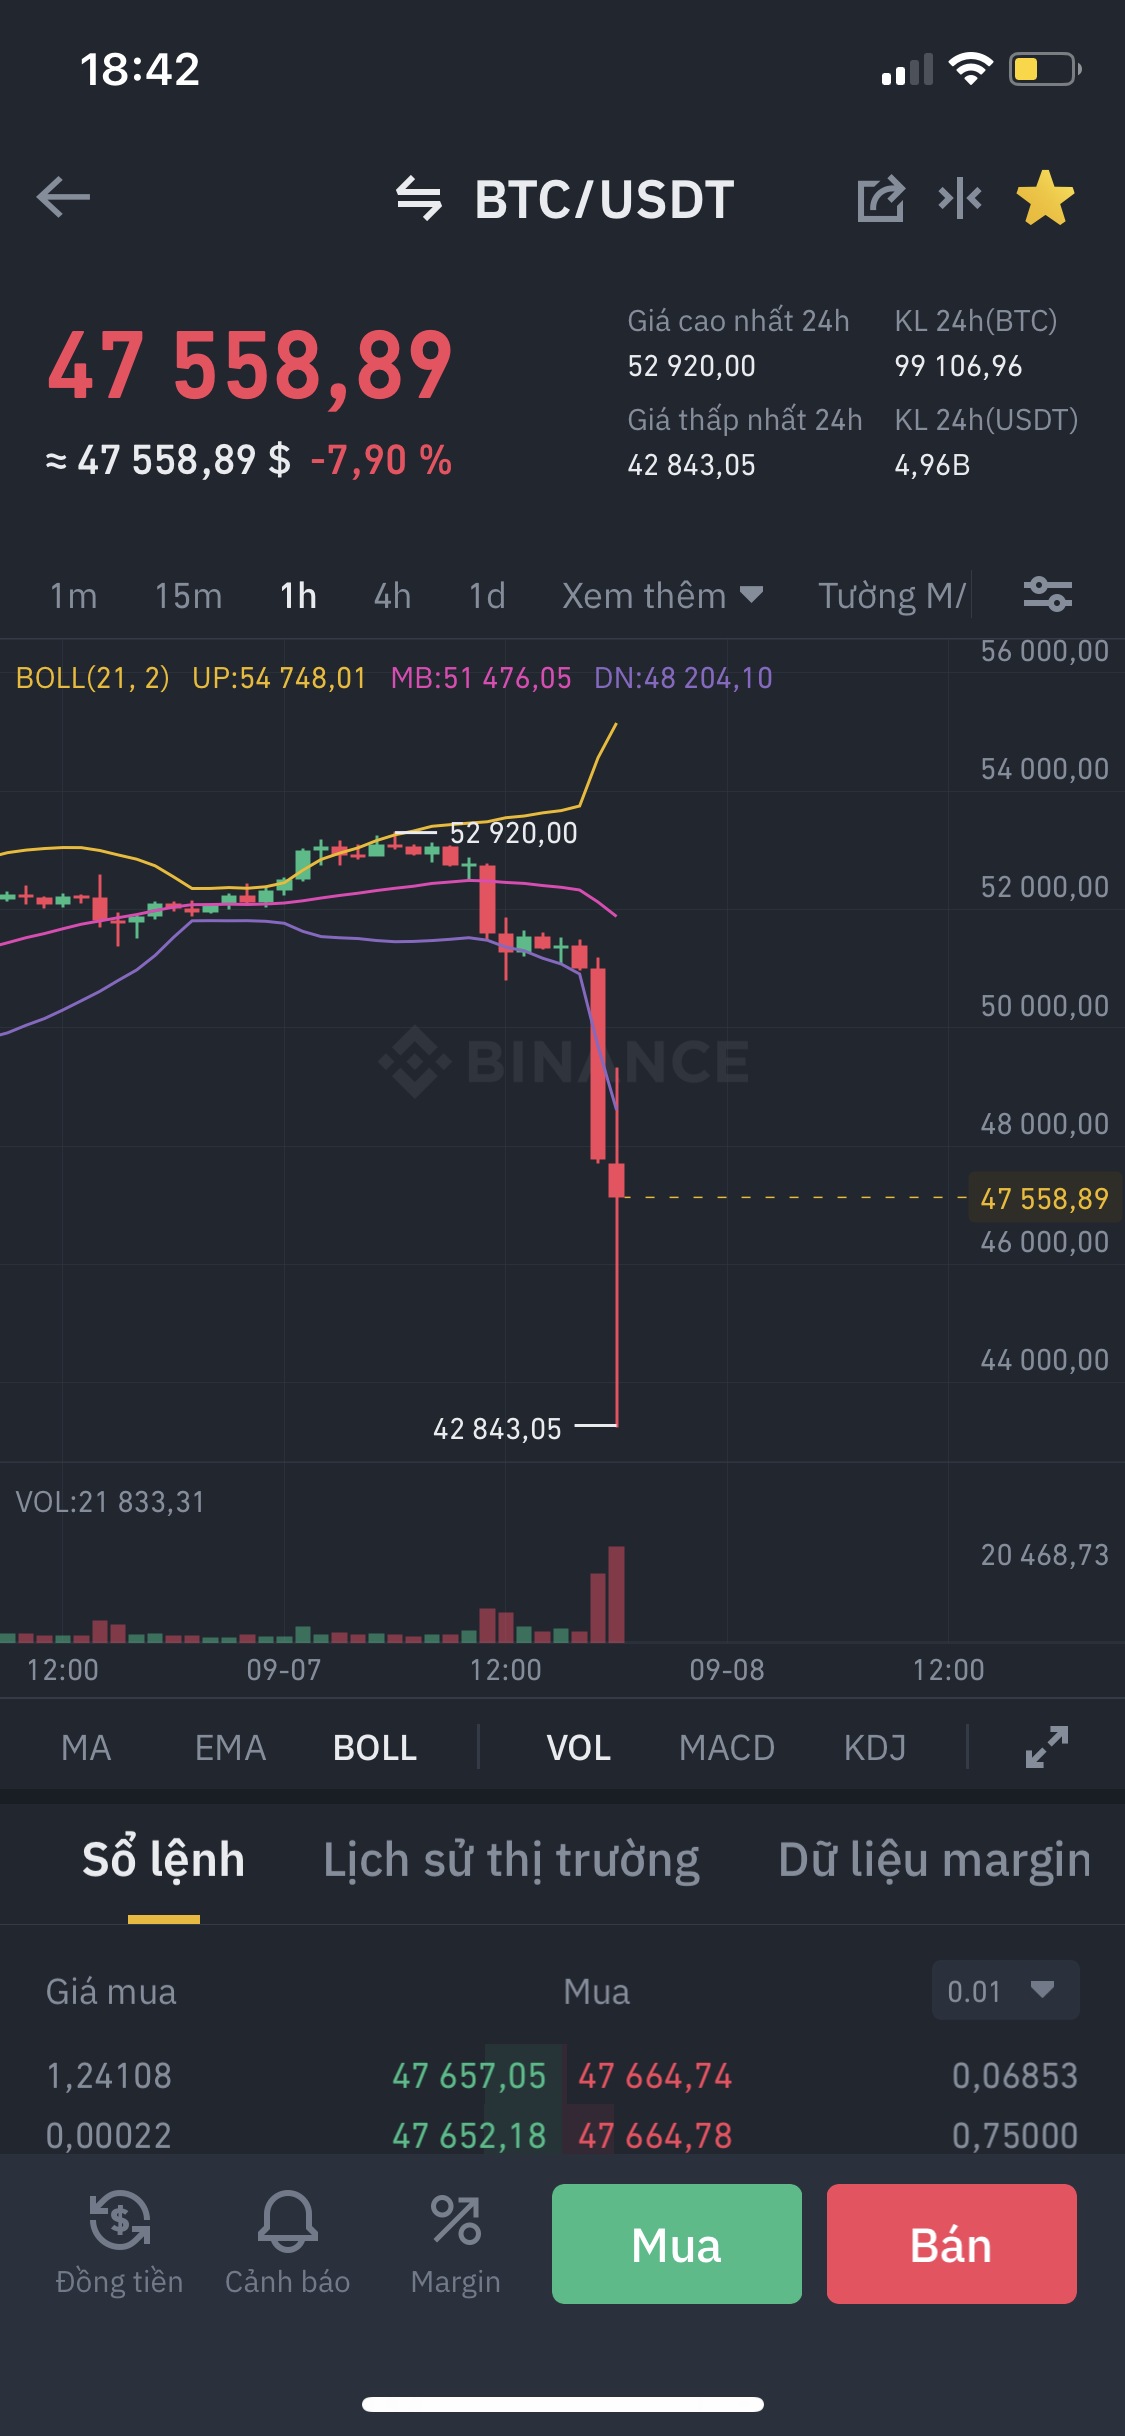 18:42
BTC/USDT
47 558,89
≈ 47 558,89 $ -7,90 %
Giá cao nhất 24h
52 920,00
KL 24h(BTC)
99 106,96
Giá thấp nhất 24h
42 843,05
KL 24h(USDT)
4,96B
1m 15m 1h 4h 1d Xem thêm Tường M/
BOLL(21, 2) UP:54 748,01 MB:51 476,05 DN:48 204,10
56 000,00
54 000,00
52 920,00
52 000,00
50 000,00
BINANCE
48 000,00
47 558,89
46 000,00
44 000,00
42 843,05
VOL:21 833,31
20 468,73
12:00 09-07 12:00 09-08 12:00
MA EMA BOLL VOL MACD KDJ
Sổ lệnh Lịch sử thị trường Dữ liệu margin
Giá mua Mua 0.01
1,24108 47 657,05 47 664,74 0,06853
0,00022 47 652,18 47 664,78 0,75000
Đồng tiền Cảnh báo Margin Mua Bán